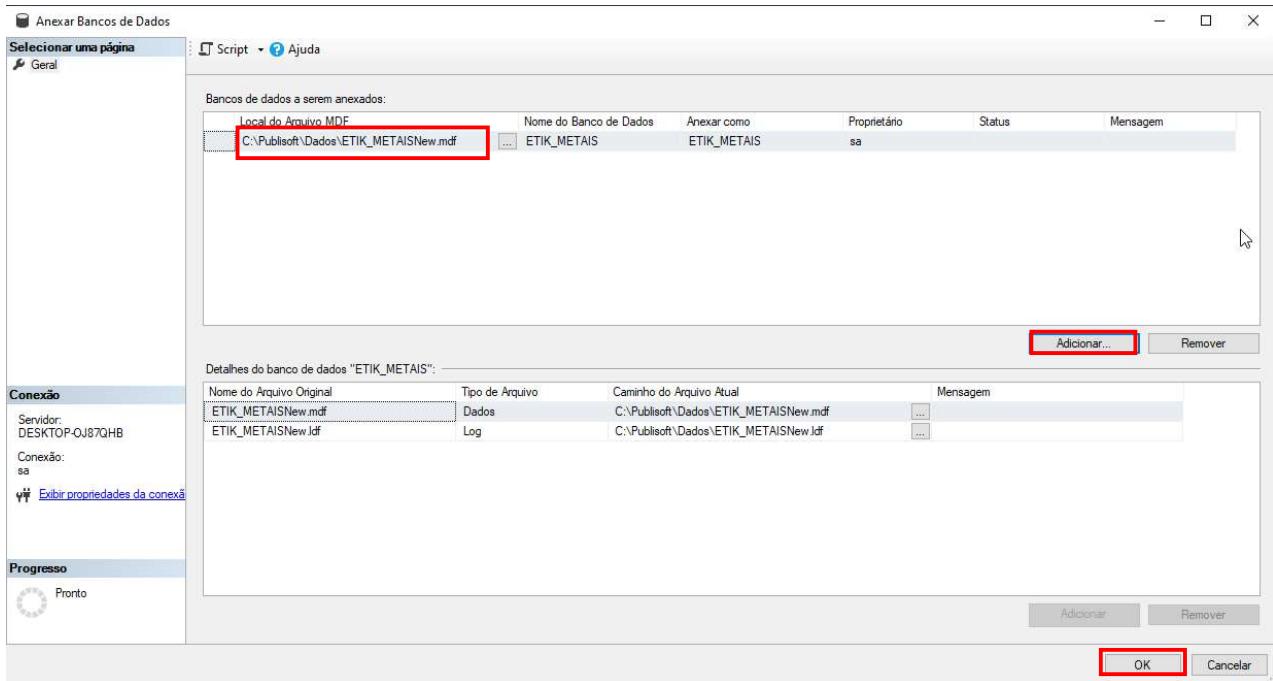 Anexar Bancos de Dados
Selecionar uma página
Geral
Script Ajuda
Bancos de dados a serem anexados:
Local do Arquivo MDF Nome do Banco de Dados Anexar como Proprietário Status Mensagem
C:\Publisoft\Dados\ETIK_METAISNew.mdf ... ETIK_METAIS ETIK_METAIS sa
Adicionar... Remover
Detalhes do banco de dados "ETIK_METAIS":
Nome do Arquivo Original Tipo de Arquivo Caminho do Arquivo Atual Mensagem
ETIK_METAISNew.mdf Dados C:\Publisoft\Dados\ETIK_METAISNew.mdf ...
ETIK_METAISNew.ldf Log C:\Publisoft\Dados\ETIK_METAISNew.ldf ...
Conexão
Servidor:
DESKTOP-OJ87QHB
Conexão:
sa
Exibir propriedades da conexã
Progresso
Pronto
Adicionar Remover
OK Cancelar